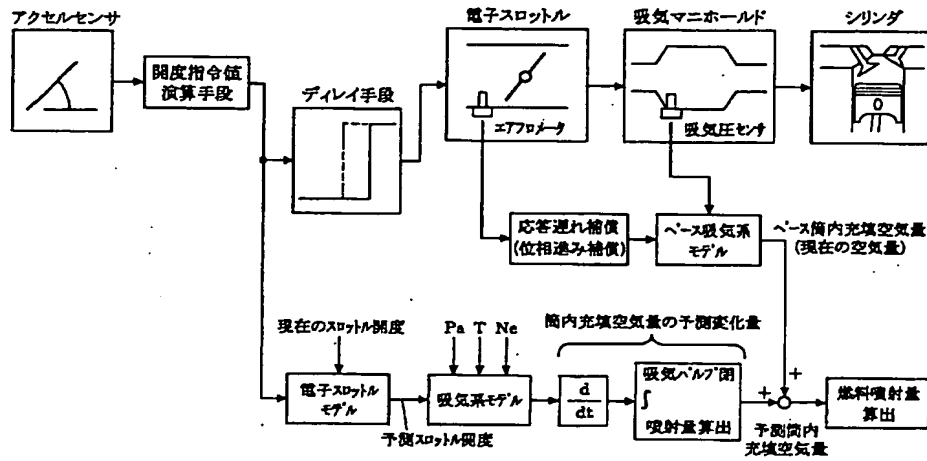 アクセルセンサ
開度指令値
演算手段
ディレイ手段
電子スロットル
エアフロメータ
吸気マニホールド
吸気圧センサ
シリンダ
応答遅れ補償
(位相進み補償)
ベース吸気系
モデル
ベース筒内充填空気量
(現在の空気量)
現在のスロットル開度
電子スロットル
モデル
予測スロットル開度
Pa T Ne
吸気系モデル
筒内充填空気量の予測変化量
d
dt
吸気バルブ閉
∫
噴射量算出
+
+
予測筒内
充填空気量
燃料噴射量
算出